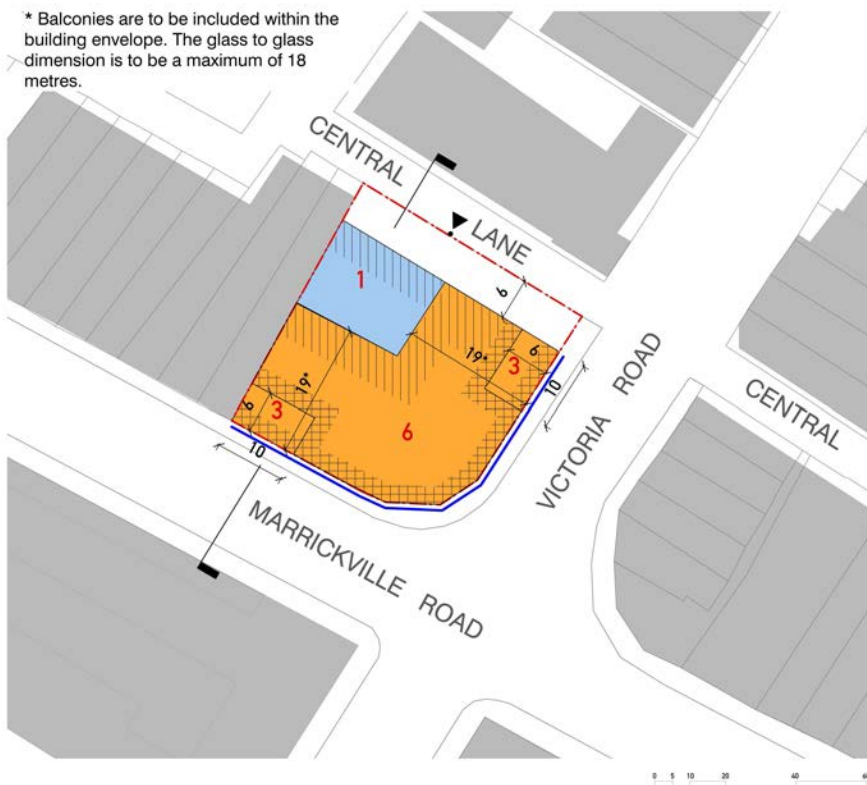 * Balconies are to be included within the
building envelope. The glass to glass
dimension is to be a maximum of 18
metres.
CENTRAL
LANE
1
6
6
3
19*
19*
10
6
3
6
10
VICTORIA ROAD
CENTRAL
MARRICKVILLE ROAD
0 5 10 20 40